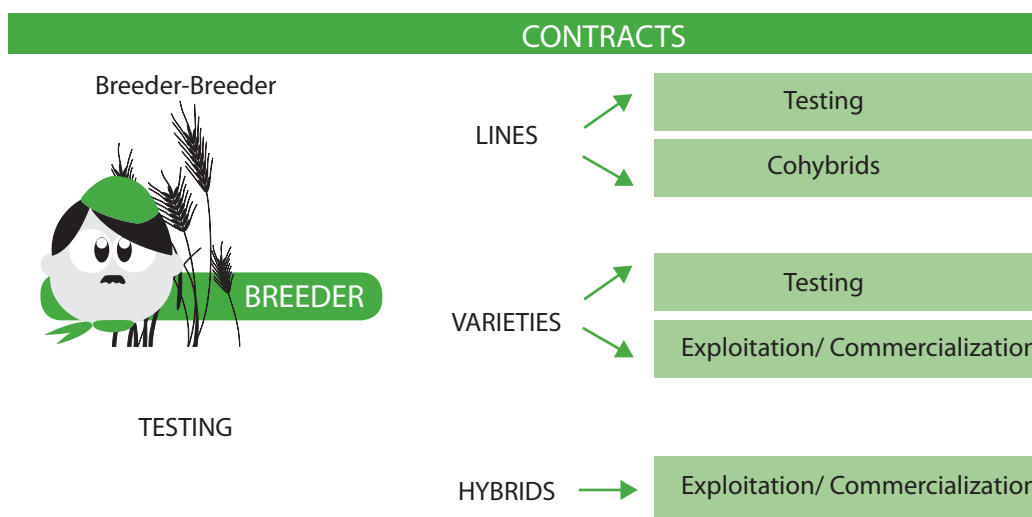 CONTRACTS
Breeder-Breeder
BREEDER
TESTING
LINES
Testing
Cohybrids
VARIETIES
Testing
Exploitation/ Commercialization
HYBRIDS
Exploitation/ Commercialization